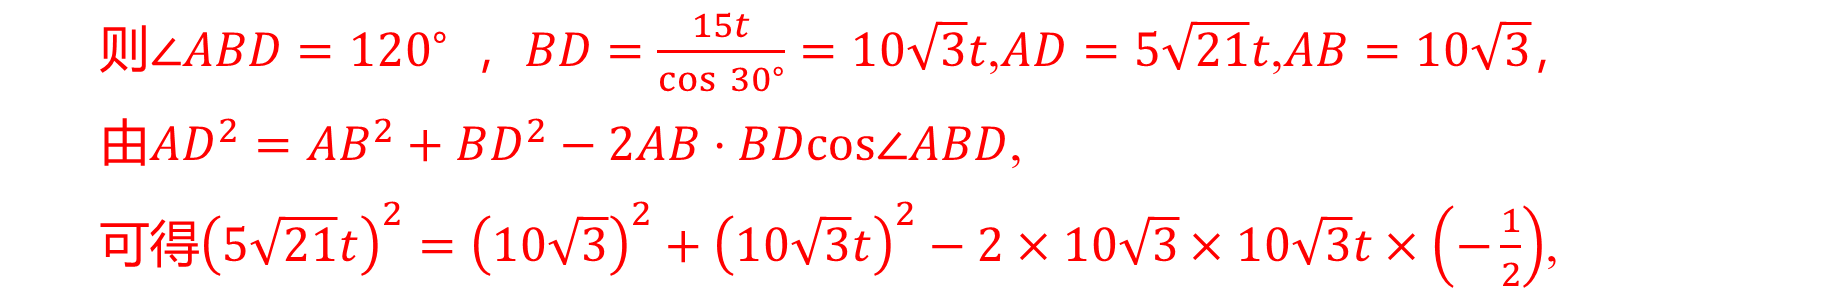 则∠ABD = 120° ，BD = \frac{15t}{\cos 30°} = 10√3t,AD = 5√21t,AB = 10√3,
由AD² = AB² + BD² − 2AB · BDcos∠ABD,
可得(5√21t)² = (10√3)² + (10√3t)² − 2 × 10√3 × 10√3t × (−\frac{1}{2}),